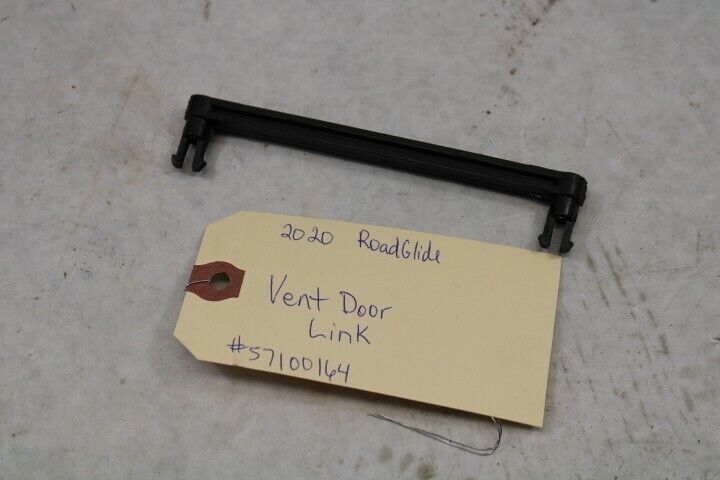 2020 RoadGlide
Vent Door
Link
#57100164